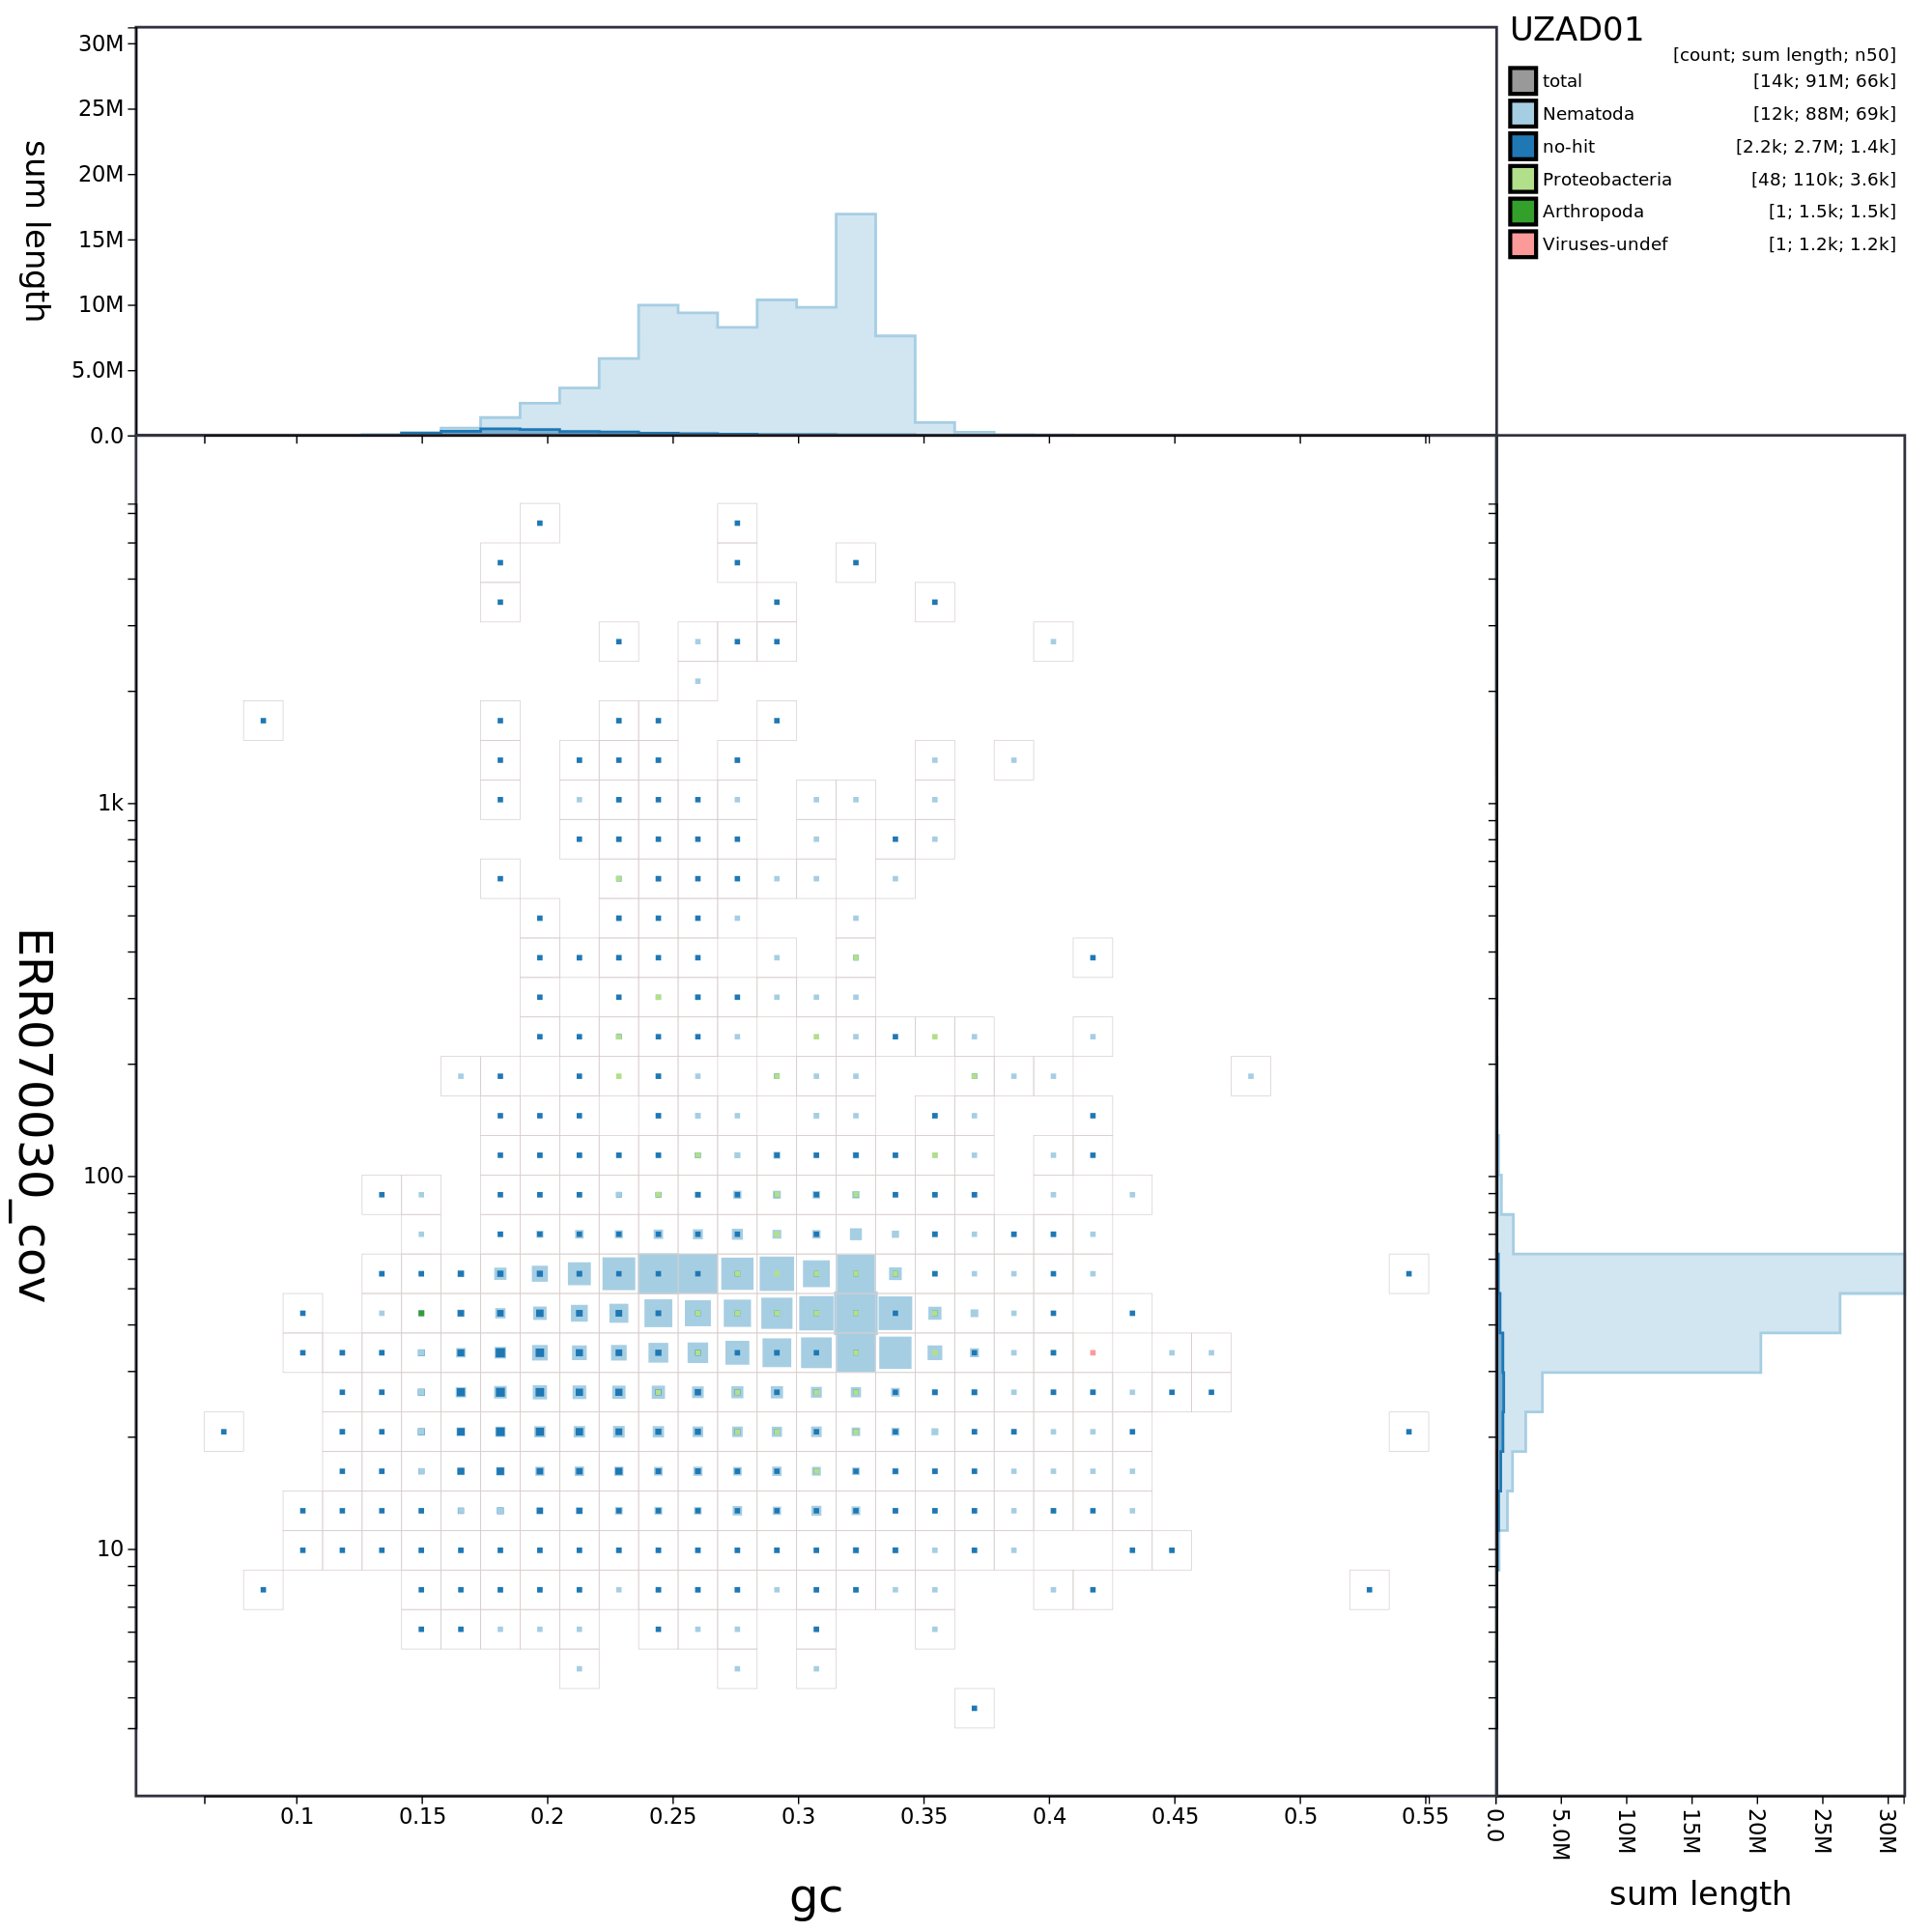 UZAD01
[count; sum length; n50]
total [14k; 91M; 66k]
Nematoda [12k; 88M; 69k]
no-hit [2.2k; 2.7M; 1.4k]
Proteobacteria [48; 110k; 3.6k]
Arthropoda [1; 1.5k; 1.5k]
Viruses-undef [1; 1.2k; 1.2k]
sum length
30M
25M
20M
15M
10M
5.0M
0.0
ERR070030_cov
1k
100
10
0.1 0.15 0.2 0.25 0.3 0.35 0.4 0.45 0.5 0.55
gc
0.0 5.0M 10M 15M 20M 25M 30M
sum length